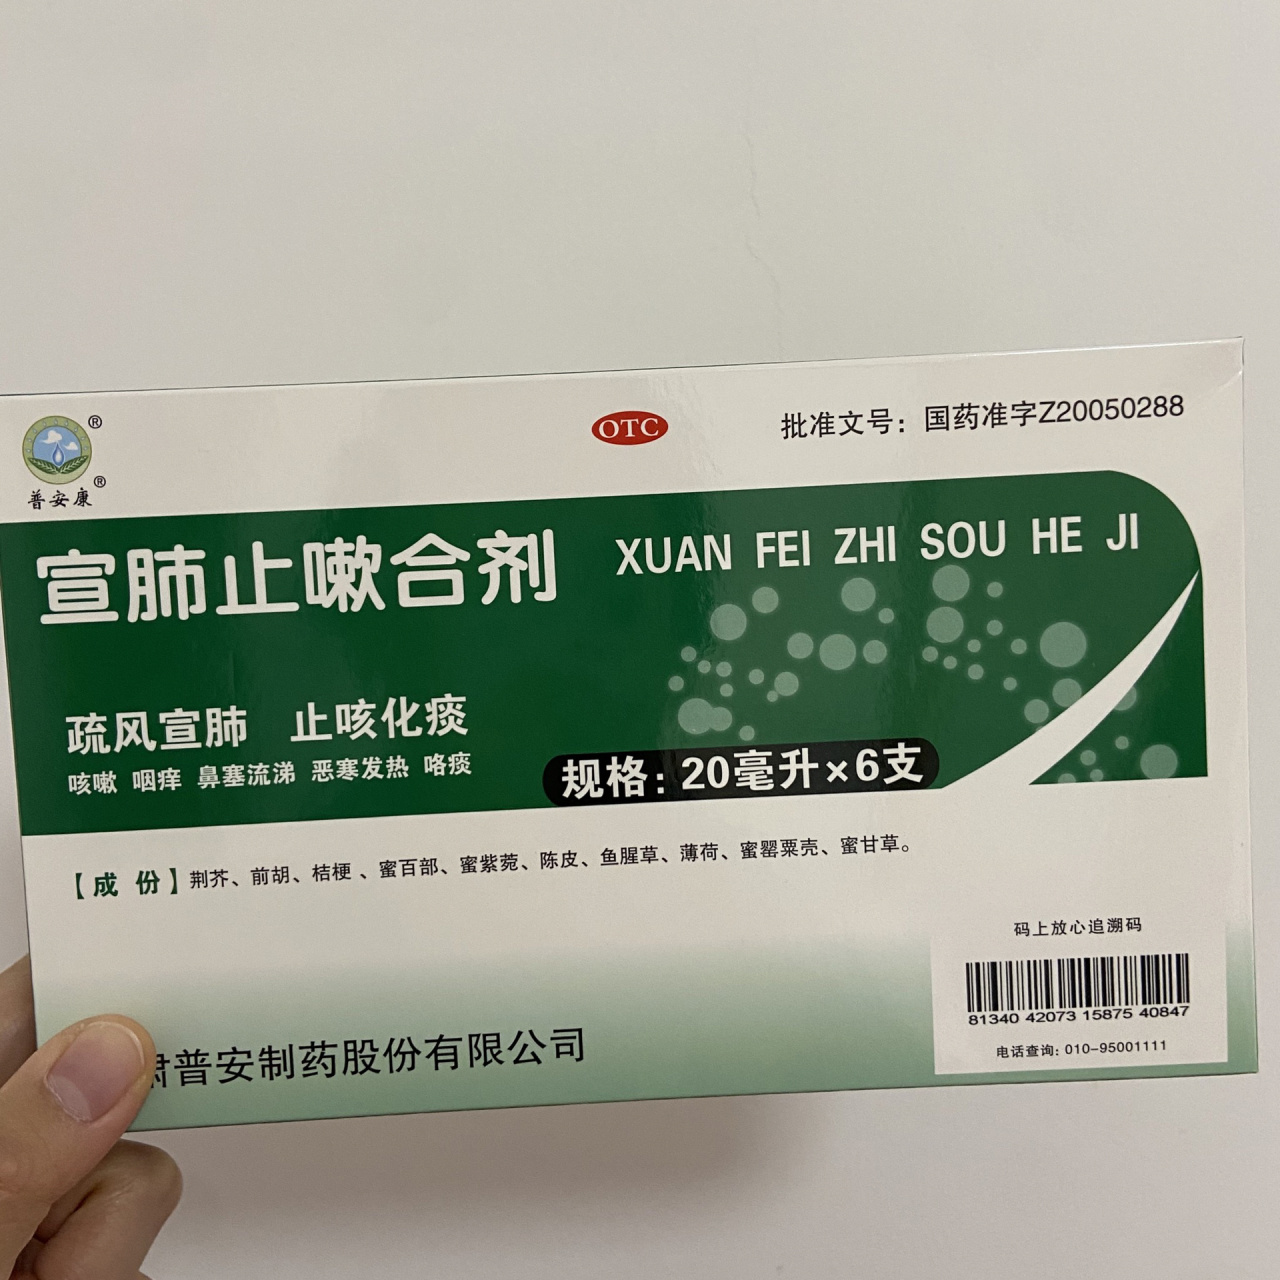 ®
普安康®
OTC
批准文号：国药准字Z20050288
宣肺止嗽合剂 XUAN FEI ZHI SOU HE JI
疏风宣肺 止咳化痰
咳嗽 咽痒 鼻塞流涕 恶寒发热 咯痰
规格：20毫升×6支
【成 份】荆芥、前胡、桔梗、蜜百部、蜜紫菀、陈皮、鱼腥草、薄荷、蜜罂粟壳、蜜甘草。
码上放心追溯码
81340 42073 15875 40847
电话查询：010-95001111
肃普安制药股份有限公司